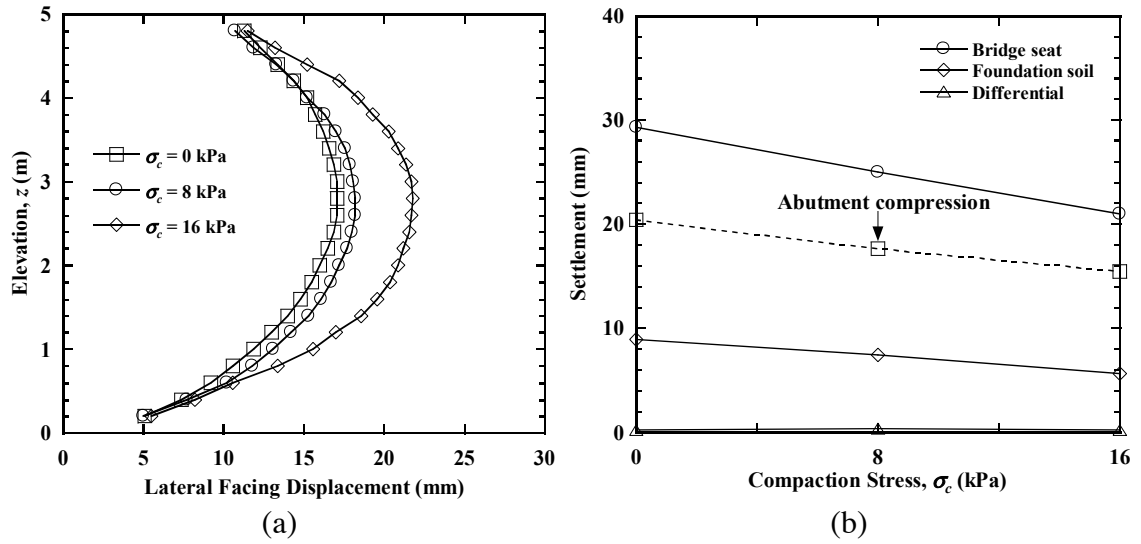 5
4
3
2
1
0
Elevation, z (m)
σc = 0 kPa
σc = 8 kPa
σc = 16 kPa
0 5 10 15 20 25 30
Lateral Facing Displacement (mm)
(a)
40
30
20
10
0
Settlement (mm)
Bridge seat
Foundation soil
Differential
Abutment compression
0 8 16
Compaction Stress, σc (kPa)
(b)